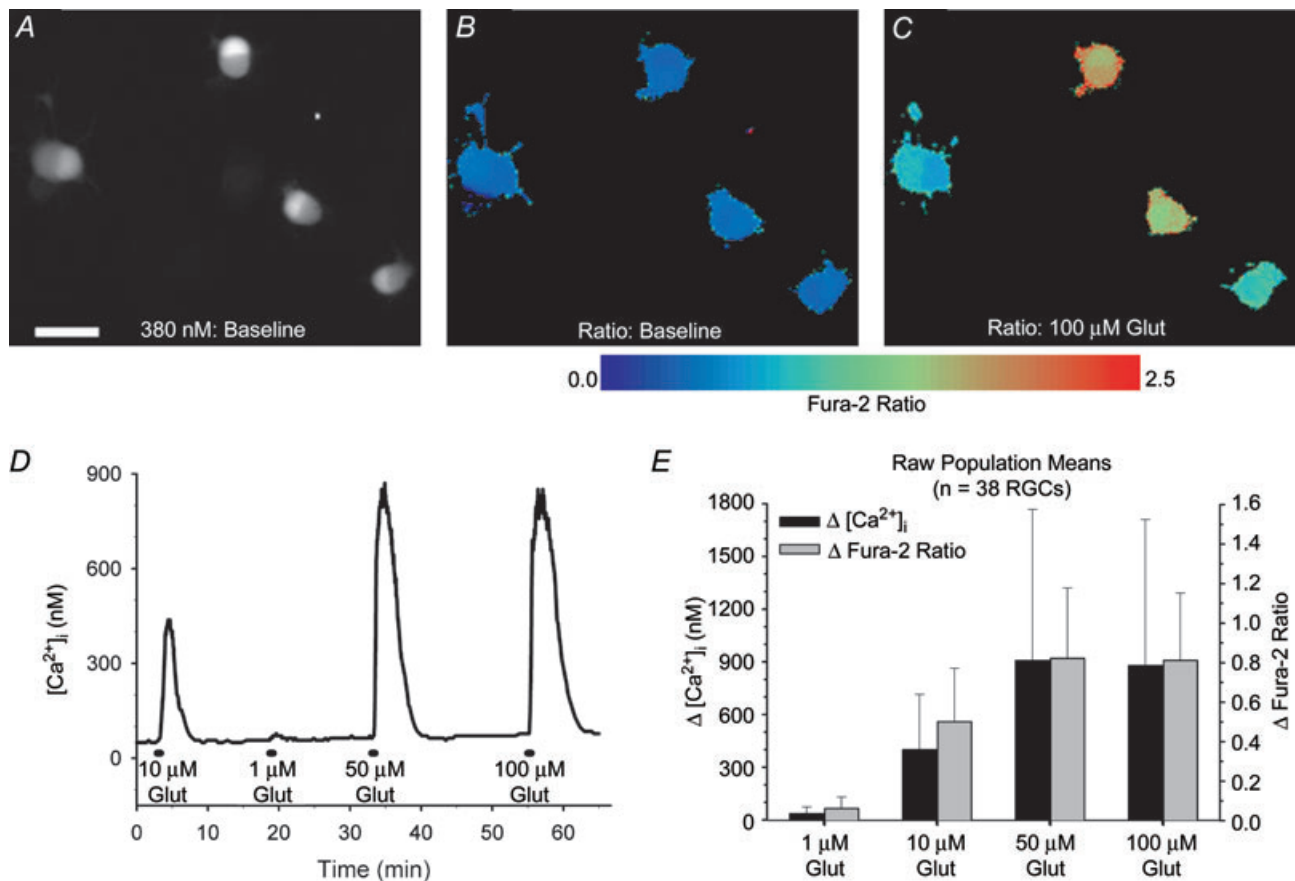 A
B
C
380 nM: Baseline
Ratio: Baseline
Ratio: 100 μM Glut
0.0
2.5
Fura-2 Ratio
D
900
600
300
0
[Ca²⁺]ᵢ (nM)
10 μM
Glut
1 μM
Glut
50 μM
Glut
100 μM
Glut
0 10 20 30 40 50 60
Time (min)
E
Raw Population Means
(n = 38 RGCs)
Δ [Ca²⁺]ᵢ
Δ Fura-2 Ratio
1800
1500
1200
900
600
300
0
Δ [Ca²⁺]ᵢ (nM)
1.6
1.4
1.2
1.0
0.8
0.6
0.4
0.2
0.0
Δ Fura-2 Ratio
1 μM
Glut
10 μM
Glut
50 μM
Glut
100 μM
Glut